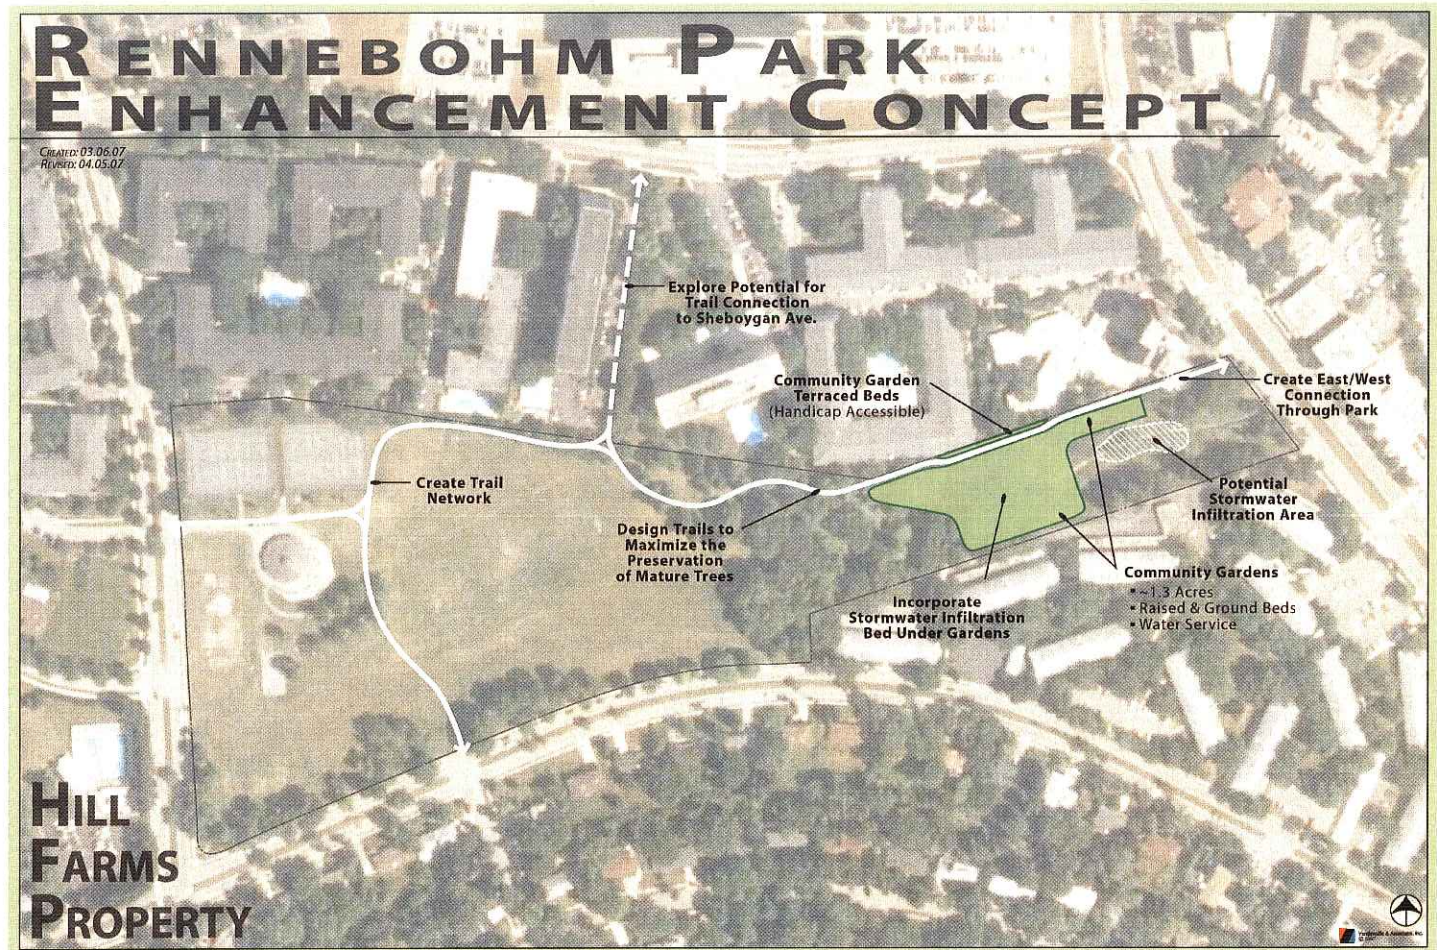 RENNEBOHM PARK
ENHANCEMENT CONCEPT
CREATED: 03.06.07
REVISED: 04.05.07
Explore Potential for
Trail Connection
to Sheboygan Ave.
Community Garden
Terraced Beds
(Handicap Accessible)
Create East/West
Connection
Through Park
Create Trail
Network
Potential
Stormwater
Infiltration Area
Design Trails to
Maximize the
Preservation
of Mature Trees
Community Gardens
▪ ~1.3 Acres
▪ Raised & Ground Beds
▪ Water Service
Incorporate
Stormwater Infiltration
Bed Under Gardens
HILL
FARMS
PROPERTY